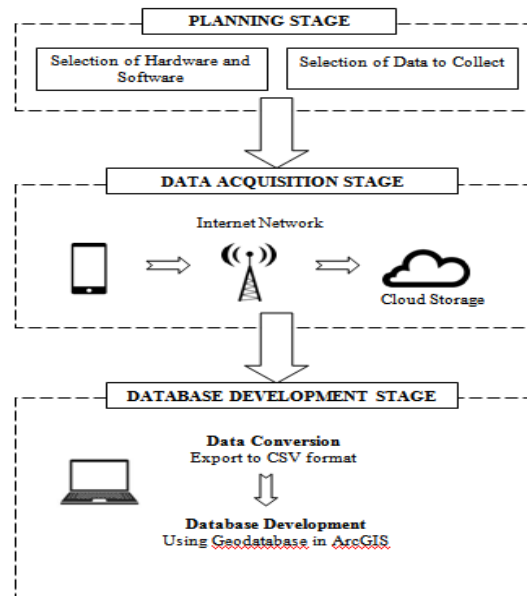 PLANNING STAGE
Selection of Hardware and
Software
Selection of Data to Collect
DATA ACQUISITION STAGE
Internet Network
Cloud Storage
DATABASE DEVELOPMENT STAGE
Data Conversion
Export to CSV format
Database Development
Using Geodatabase in ArcGIS